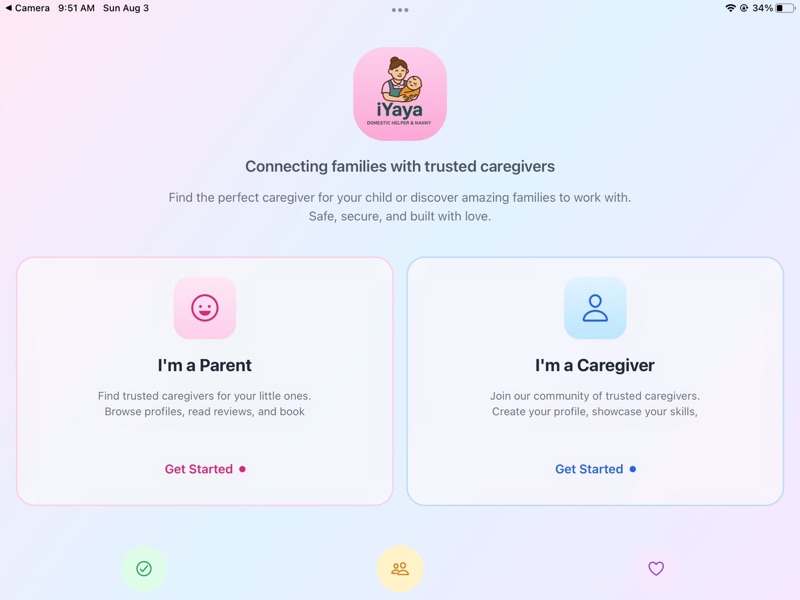 ◀ Camera 9:51 AM Sun Aug 3
34%
iYaya
DOMESTIC HELPER & NANNY
Connecting families with trusted caregivers
Find the perfect caregiver for your child or discover amazing families to work with.
Safe, secure, and built with love.
I'm a Parent
Find trusted caregivers for your little ones.
Browse profiles, read reviews, and book
Get Started
I'm a Caregiver
Join our community of trusted caregivers.
Create your profile, showcase your skills,
Get Started